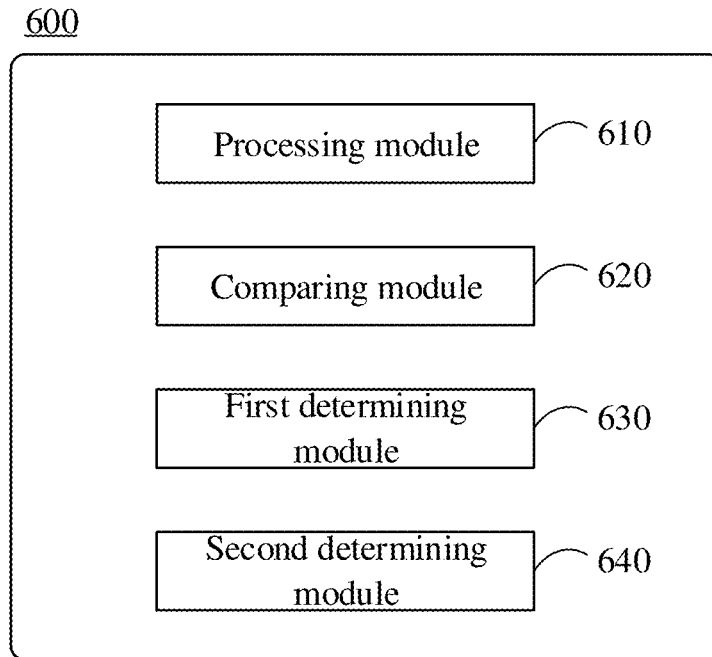 600
Processing module
610
Comparing module
620
First determining
module
630
Second determining
module
640